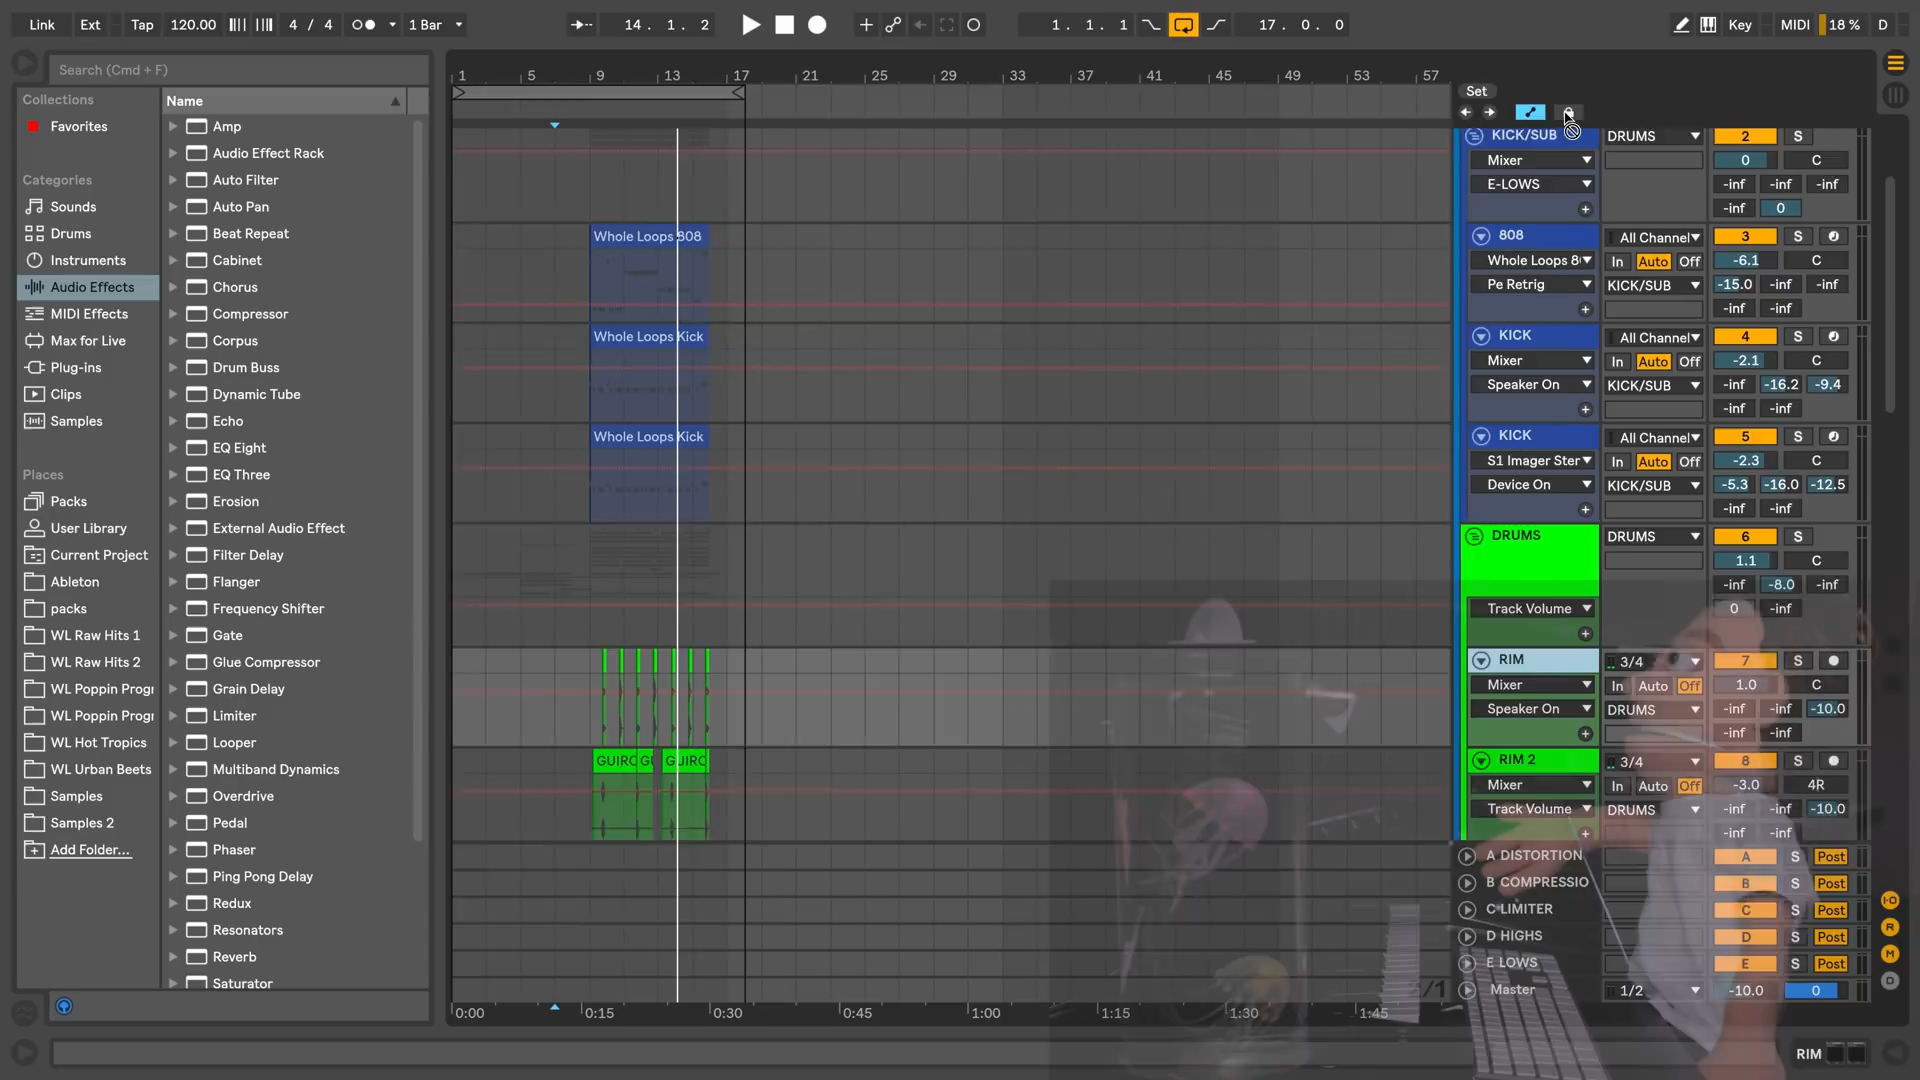 Link Ext Tap 120.00 4 / 4 1 Bar 14. 1. 2 1. 1. 1 17. 0. 0 Key MIDI 18 % D
Search (Cmd + F)
Collections
Favorites
Categories
Sounds
Drums
Instruments
Audio Effects
MIDI Effects
Max for Live
Plug-ins
Clips
Samples
Places
Packs
User Library
Current Project
Ableton
packs
WL Raw Hits 1
WL Raw Hits 2
WL Poppin Progr
WL Poppin Progr
WL Hot Tropics
WL Urban Beets
Samples
Samples 2
Add Folder...
Name
Amp
Audio Effect Rack
Auto Filter
Auto Pan
Beat Repeat
Cabinet
Chorus
Compressor
Corpus
Drum Buss
Dynamic Tube
Echo
EQ Eight
EQ Three
Erosion
External Audio Effect
Filter Delay
Flanger
Frequency Shifter
Gate
Glue Compressor
Grain Delay
Limiter
Looper
Multiband Dynamics
Overdrive
Pedal
Phaser
Ping Pong Delay
Redux
Resonators
Reverb
Saturator
1 5 9 13 17 21 25 29 33 37 41 45 49 53 57
Whole Loops 808
Whole Loops Kick
Whole Loops Kick
GUIRO GU GUIRO
0:00 0:15 0:30 0:45 1:00 1:15 1:30 1:45
2/1
Set
KICK/SUB DRUMS 2 S
Mixer 0 C
E-LOWS -inf -inf -inf
-inf 0
808 All Channel 3 S
Whole Loops 8 In Auto Off -6.1 C
Pe Retrig KICK/SUB -15.0 -inf -inf
-inf -inf
KICK All Channel 4 S
Mixer In Auto Off -2.1 C
Speaker On KICK/SUB -inf -16.2 -9.4
-inf -inf
KICK All Channel 5 S
S1 Imager Ster In Auto Off -2.3 C
Device On KICK/SUB -5.3 -16.0 -12.5
-inf -inf
DRUMS DRUMS 6 S
1.1 C
-inf -8.0 -inf
Track Volume 0 -inf
RIM 3/4 7 S
Mixer In Auto Off 1.0 C
Speaker On DRUMS -inf -inf -10.0
-inf -inf
RIM 2 3/4 8 S
Mixer In Auto Off -3.0 4R
Track Volume DRUMS -inf -inf -10.0
-inf -inf
A DISTORTION A S Post
B COMPRESSIO B S Post
C LIMITER C S Post
D HIGHS D S Post
E LOWS E S Post
Master 1/2 -10.0 0
I·O
R
M
D
RIM